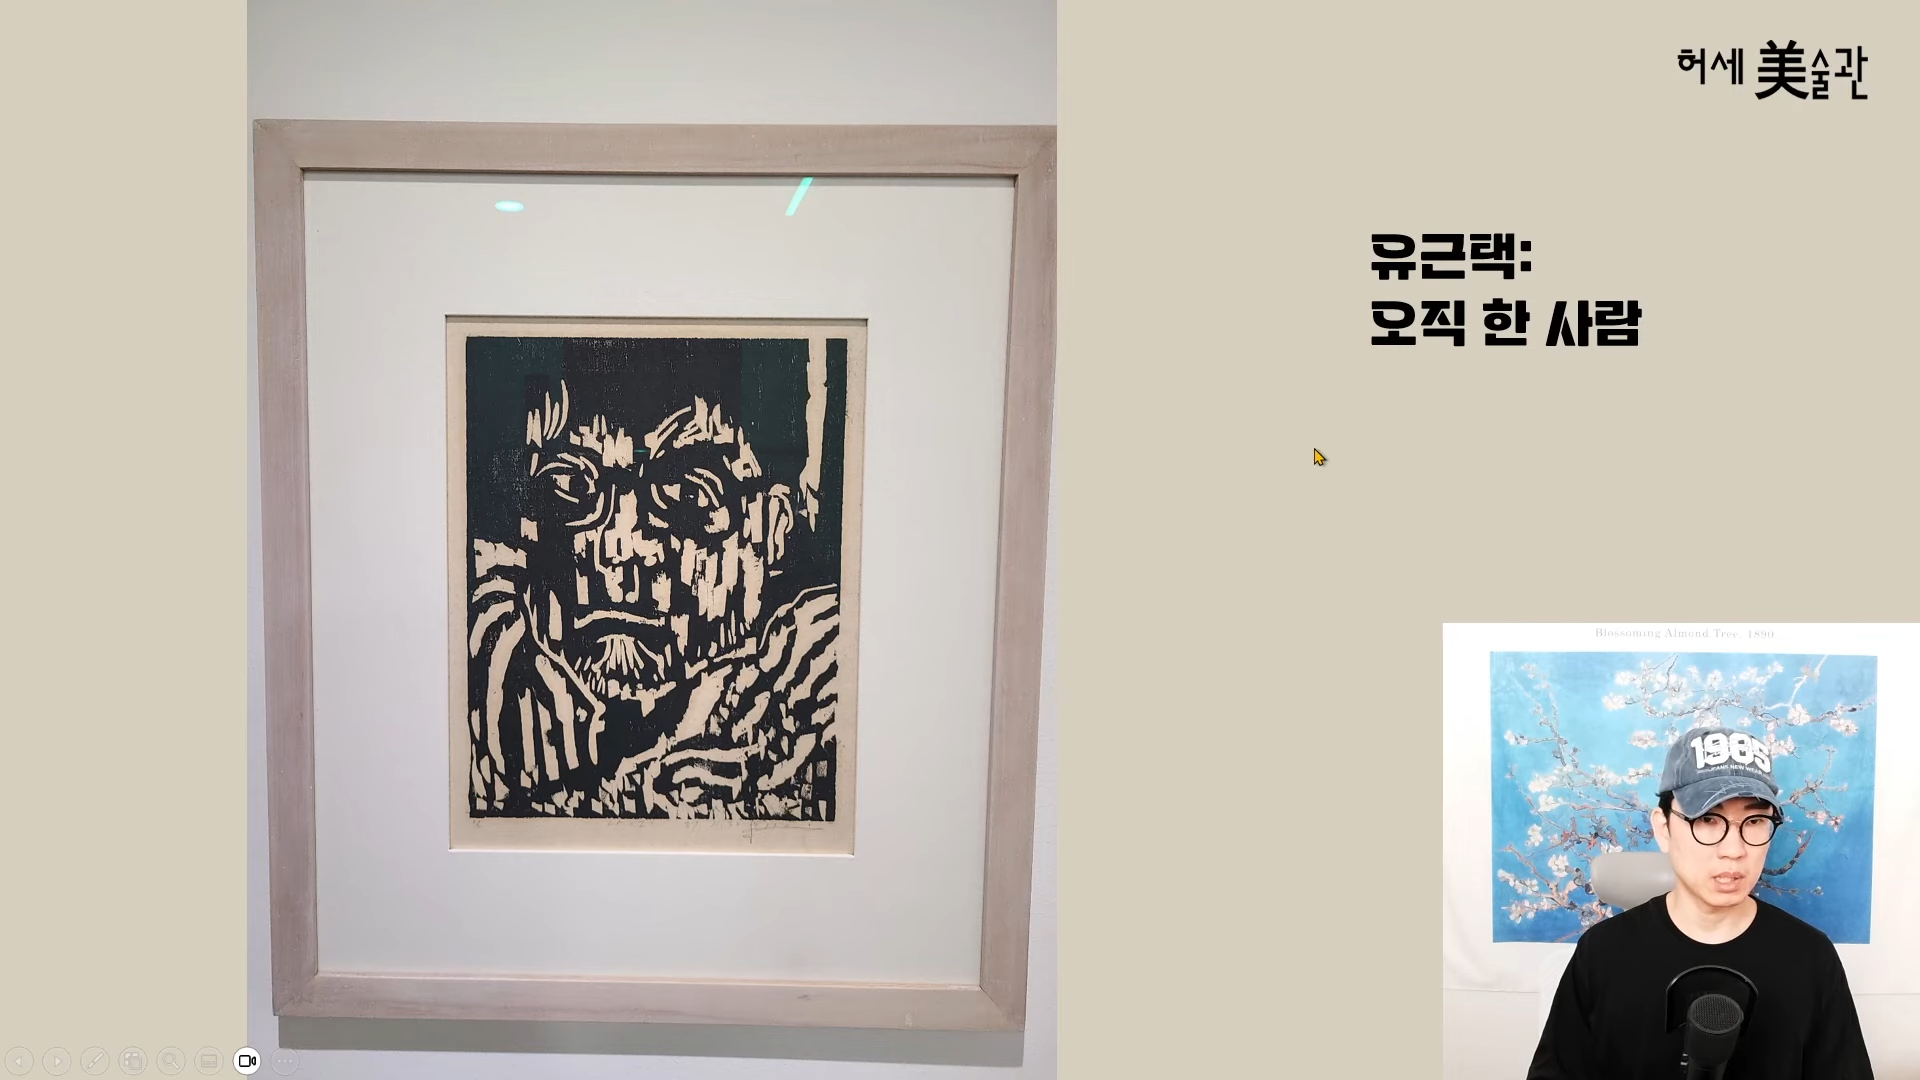 허세 美술관
유근택:
오직 한 사람
Blossoming Almond Tree. 1890.
1985